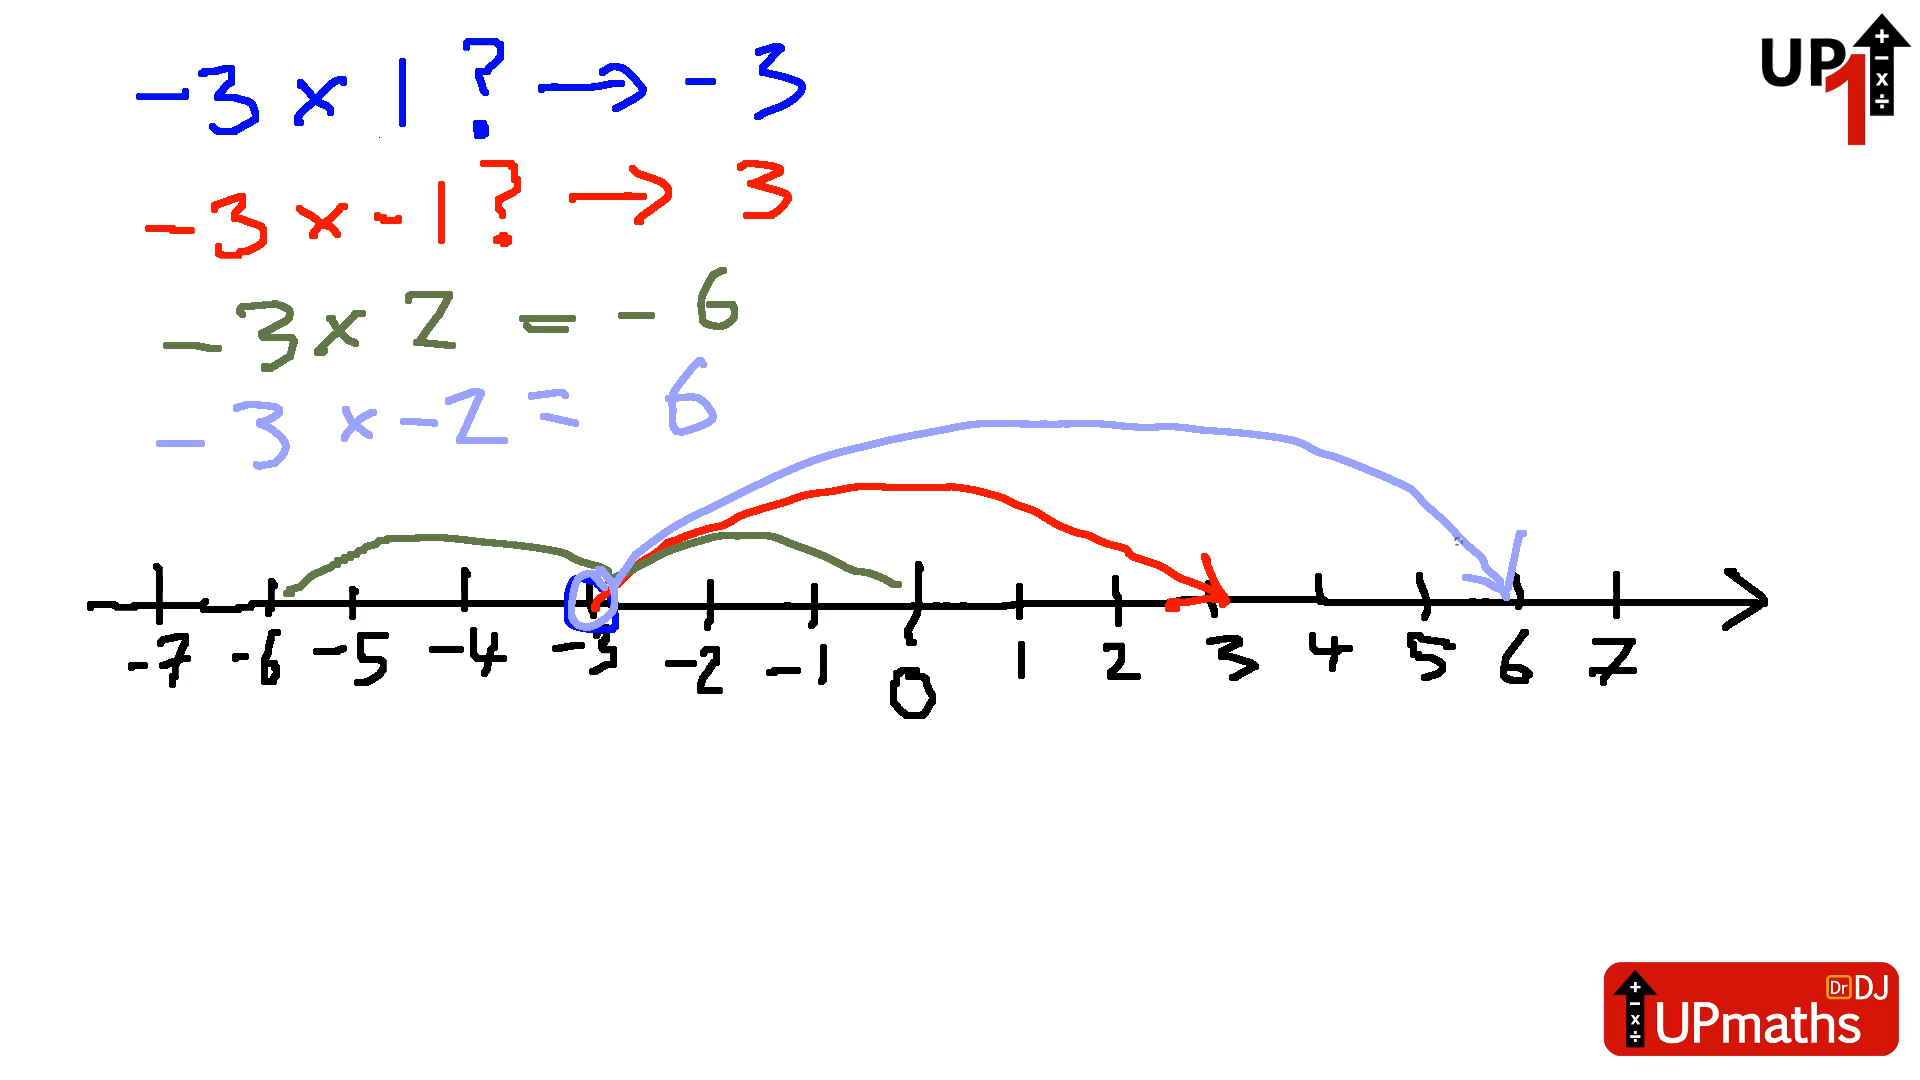 -3 x 1 ? → -3
UP1
+ - x ÷
-3 x -1 ? → 3
-3 x 2 = -6
-3 x -2 = 6
-7 -6 -5 -4 -3 -2 -1 0 1 2 3 4 5 6 7
+ - x ÷
Dr DJ
UPmaths